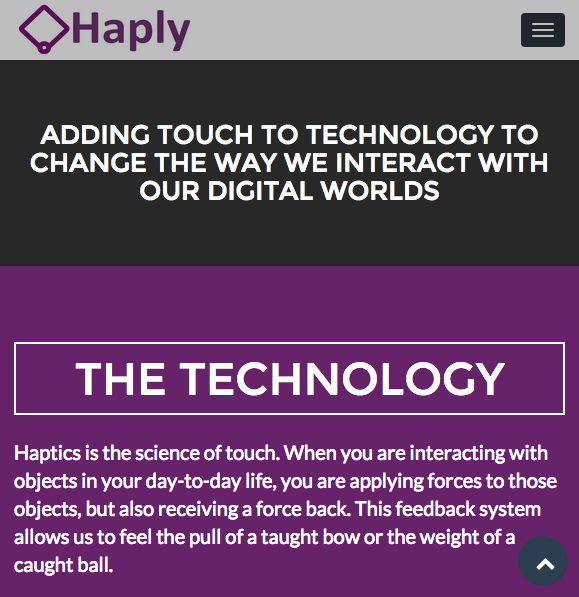 Haply
ADDING TOUCH TO TECHNOLOGY TO
CHANGE THE WAY WE INTERACT WITH
OUR DIGITAL WORLDS
THE TECHNOLOGY
Haptics is the science of touch. When you are interacting with
objects in your day-to-day life, you are applying forces to those
objects, but also receiving a force back. This feedback system
allows us to feel the pull of a taught bow or the weight of a
caught ball.